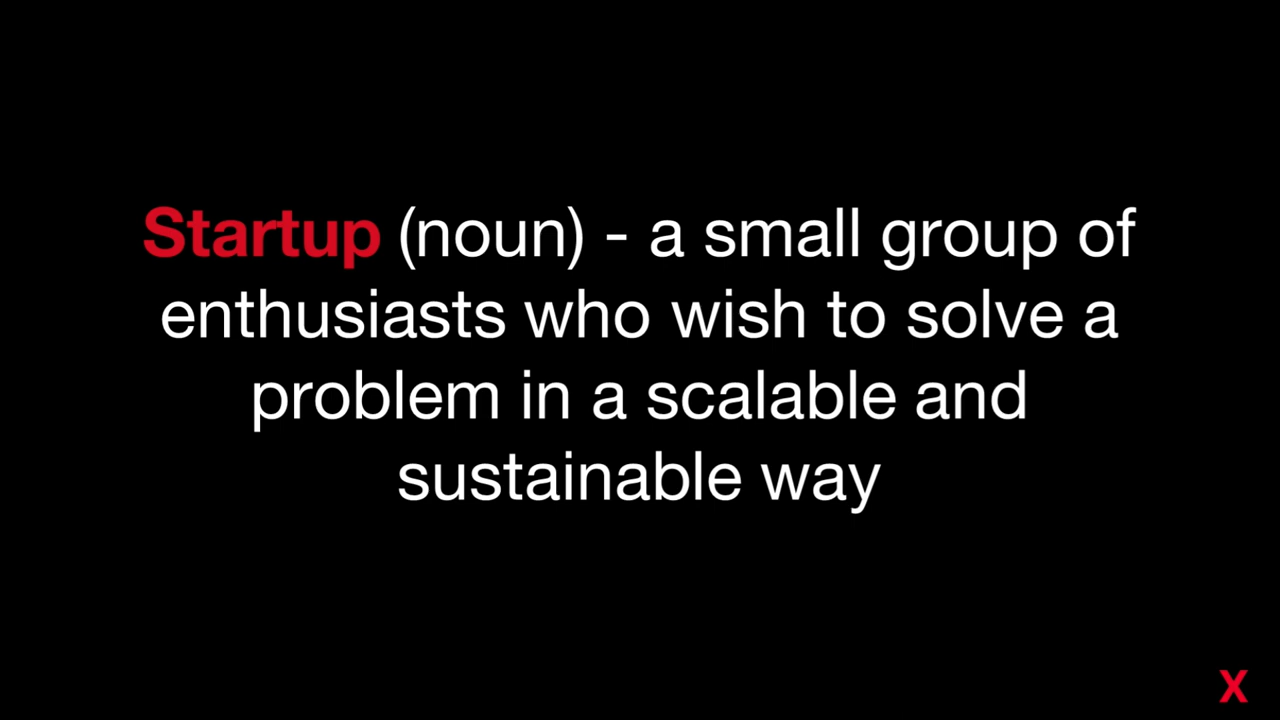 Startup (noun) - a small group of
enthusiasts who wish to solve a
problem in a scalable and
sustainable way
X